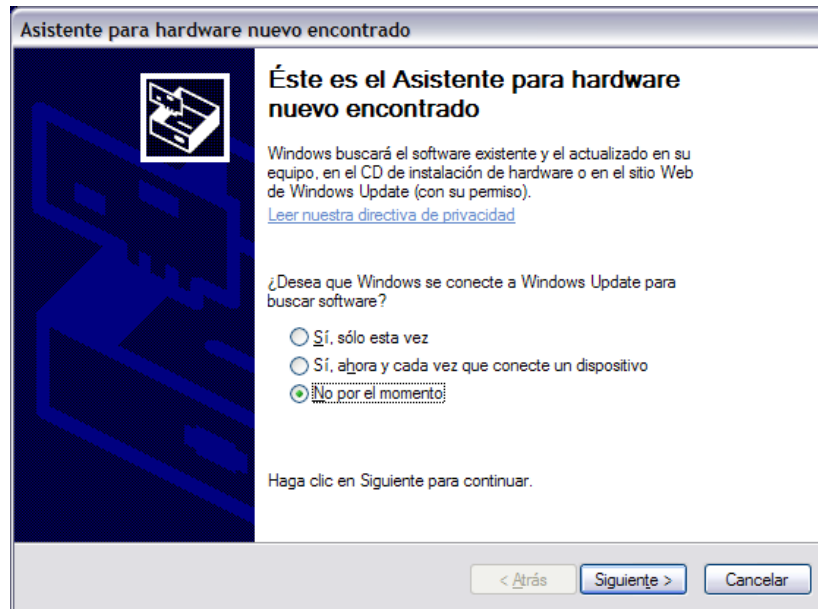 Asistente para hardware nuevo encontrado
Éste es el Asistente para hardware
nuevo encontrado
Windows buscará el software existente y el actualizado en su
equipo, en el CD de instalación de hardware o en el sitio Web
de Windows Update (con su permiso).
Leer nuestra directiva de privacidad
¿Desea que Windows se conecte a Windows Update para
buscar software?
Sí, sólo esta vez
Sí, ahora y cada vez que conecte un dispositivo
No por el momento
Haga clic en Siguiente para continuar.
< Atrás
Siguiente >
Cancelar